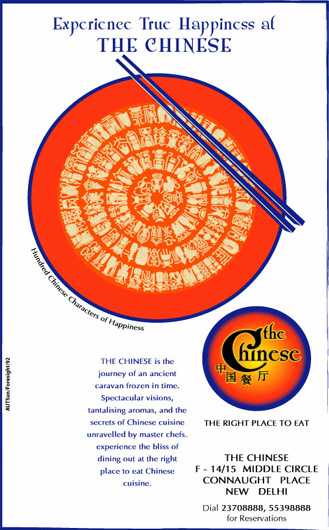 Experience True Happiness at
THE CHINESE
Hundred Chinese Characters of Happiness
the
Chinese
中国餐厅
THE RIGHT PLACE TO EAT
THE CHINESE is the
journey of an ancient
caravan frozen in time.
Spectacular visions,
tantalising aromas, and the
secrets of Chinese cuisine
unravelled by master chefs.
experience the bliss of
dining out at the right
place to eat Chinese
cuisine.
THE CHINESE
F - 14/15 MIDDLE CIRCLE
CONNAUGHT PLACE
NEW DELHI
Dial 23708888, 55398888
for Reservations